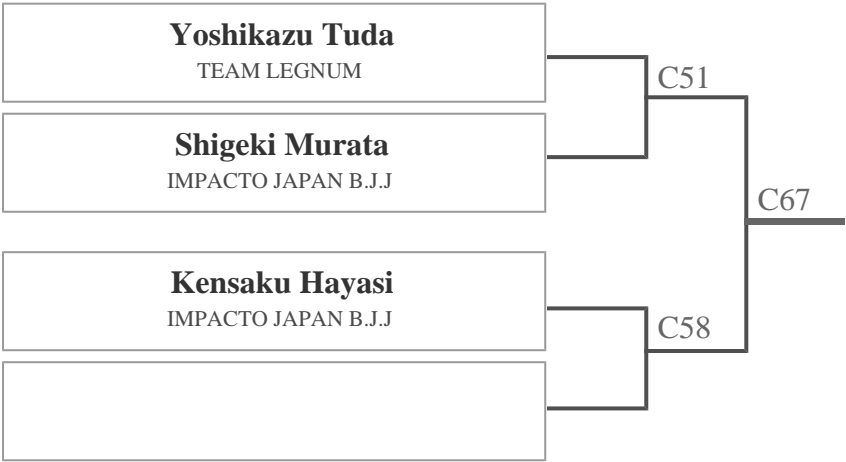 Yoshikazu Tuda
TEAM LEGNUM
C51
Shigeki Murata
IMPACTO JAPAN B.J.J
C67
Kensaku Hayasi
IMPACTO JAPAN B.J.J
C58